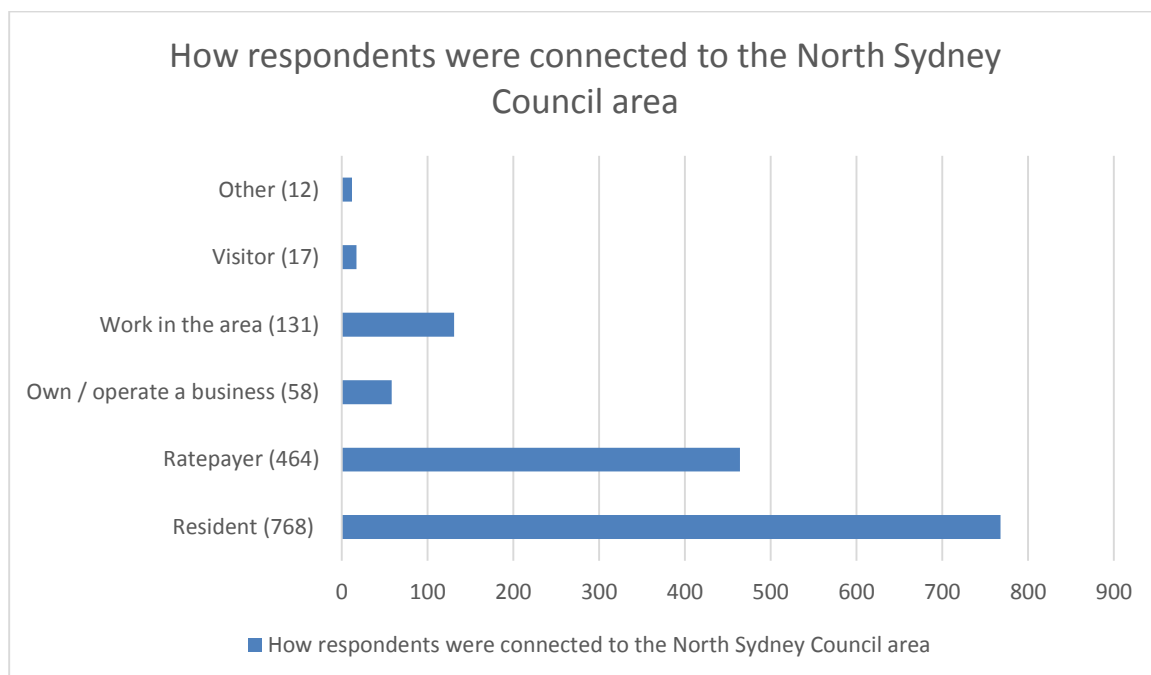 How respondents were connected to the North Sydney
Council area
Other (12)
Visitor (17)
Work in the area (131)
Own / operate a business (58)
Ratepayer (464)
Resident (768)
0 100 200 300 400 500 600 700 800 900
How respondents were connected to the North Sydney Council area